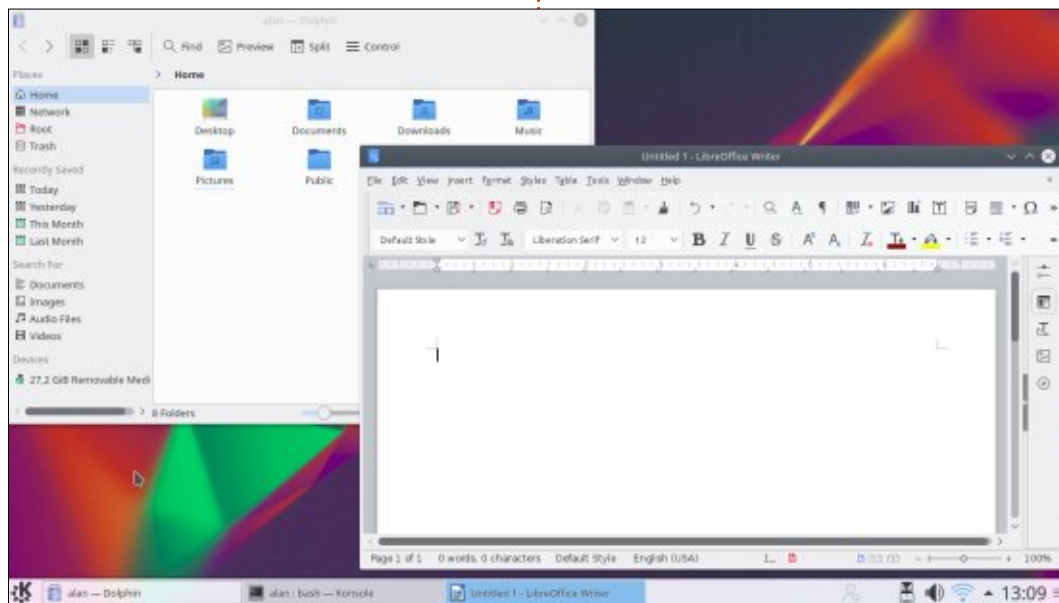 alan — Dolphin
Find Preview Split Control
Places
Home
Network
Root
Trash
Recently Saved
Today
Yesterday
This Month
Last Month
Search For
Documents
Images
Audio Files
Videos
Devices
27,2 GiB Removable Medi
> Home
Desktop Documents Downloads Music
Pictures Public
8 Folders
Untitled 1 - LibreOffice Writer
File Edit View Insert Format Styles Table Tools Window Help
Default Style Liberation Serif 12
Page 1 of 1 0 words, 0 characters Default Style English (USA) 100%
alan — Dolphin
alan : bash — Konsole
Untitled 1 - LibreOffice Writer
13:09